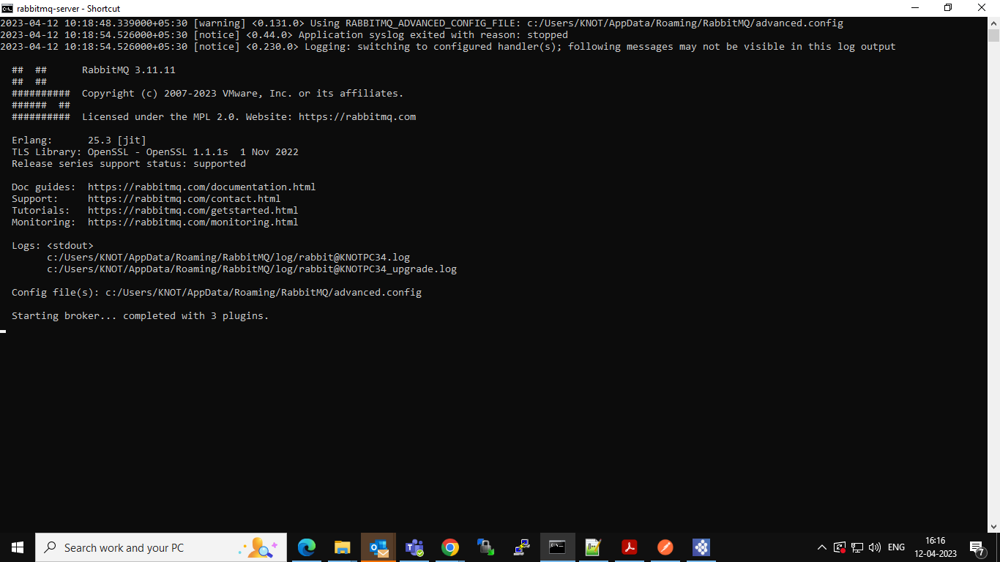 rabbitmq-server - Shortcut
2023-04-12 10:18:48.339000+05:30 [warning] <0.131.0> Using RABBITMQ_ADVANCED_CONFIG_FILE: c:/Users/KNOT/AppData/Roaming/RabbitMQ/advanced.config
2023-04-12 10:18:54.526000+05:30 [notice] <0.44.0> Application syslog exited with reason: stopped
2023-04-12 10:18:54.526000+05:30 [notice] <0.230.0> Logging: switching to configured handler(s); following messages may not be visible in this log output
##  ##      RabbitMQ 3.11.11
##  ##
##########  Copyright (c) 2007-2023 VMware, Inc. or its affiliates.
######  ##
##########  Licensed under the MPL 2.0. Website: https://rabbitmq.com
Erlang:      25.3 [jit]
TLS Library: OpenSSL - OpenSSL 1.1.1s  1 Nov 2022
Release series support status: supported
Doc guides:  https://rabbitmq.com/documentation.html
Support:     https://rabbitmq.com/contact.html
Tutorials:   https://rabbitmq.com/getstarted.html
Monitoring:  https://rabbitmq.com/monitoring.html
Logs: <stdout>
c:/Users/KNOT/AppData/Roaming/RabbitMQ/log/rabbit@KNOTPC34.log
c:/Users/KNOT/AppData/Roaming/RabbitMQ/log/rabbit@KNOTPC34_upgrade.log
Config file(s): c:/Users/KNOT/AppData/Roaming/RabbitMQ/advanced.config
Starting broker... completed with 3 plugins.
Search work and your PC
ENG
16:16
12-04-2023
7